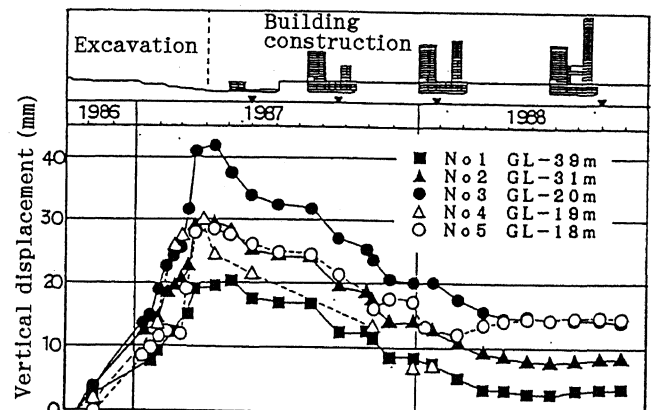 Excavation
Building
construction
1986
1987
1988
Vertical displacement (mm)
40
30
20
10
0
No1 GL-39m
No2 GL-31m
No3 GL-20m
No4 GL-19m
No5 GL-18m